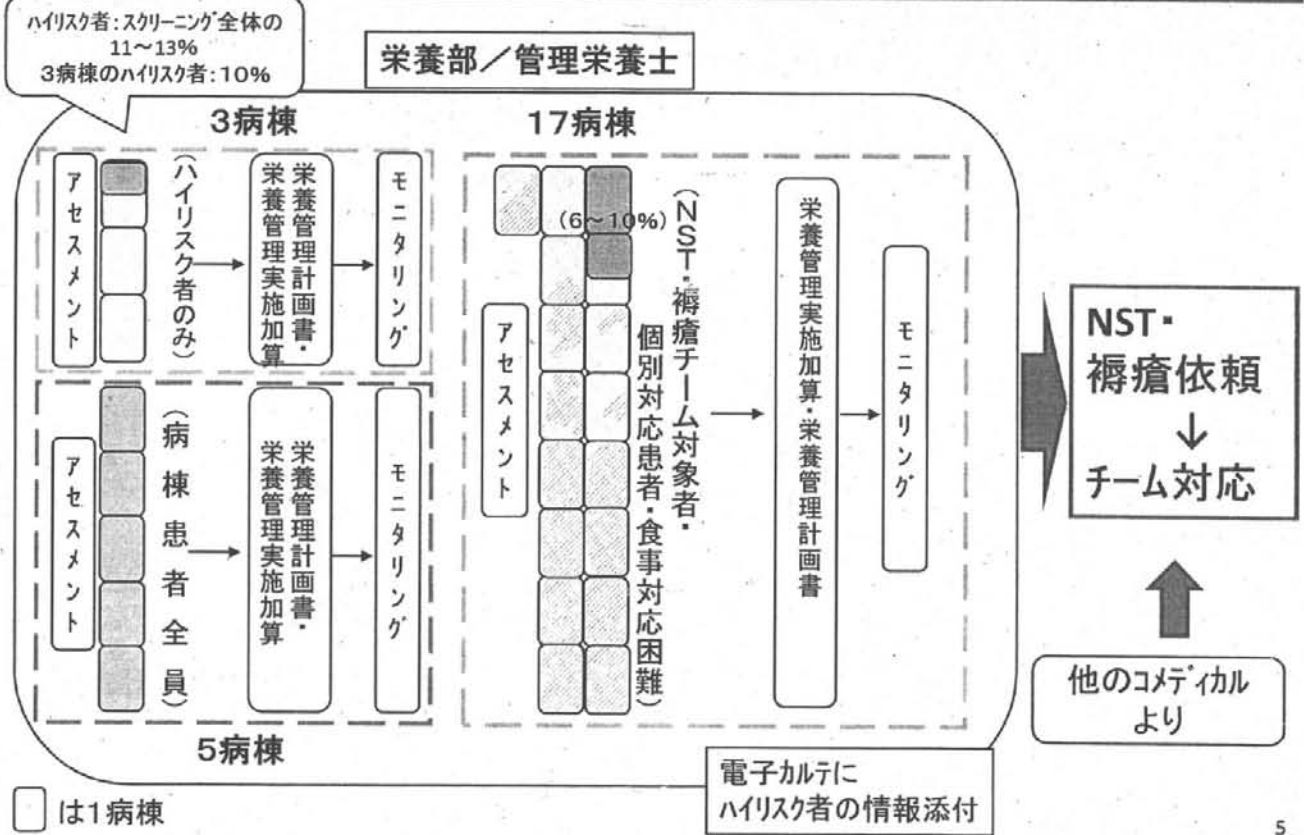 ハイリスク者:スクリーニング全体の
11～13%
3病棟のハイリスク者:10%
栄養部／管理栄養士
3病棟
アセスメント
(ハイリスク者のみ)
栄養管理計画書・
栄養管理実施加算
モニタリング
5病棟
アセスメント
(病棟患者全員)
栄養管理計画書・
栄養管理実施加算
モニタリング
17病棟
アセスメント
(6～10%)
(NST・褥瘡チーム対象者・
個別対応患者・食事対応困難)
栄養管理実施加算・栄養管理計画書
モニタリング
NST・
褥瘡依頼
↓
チーム対応
他のコメディカル
より
電子カルテに
ハイリスク者の情報添付
は1病棟
5